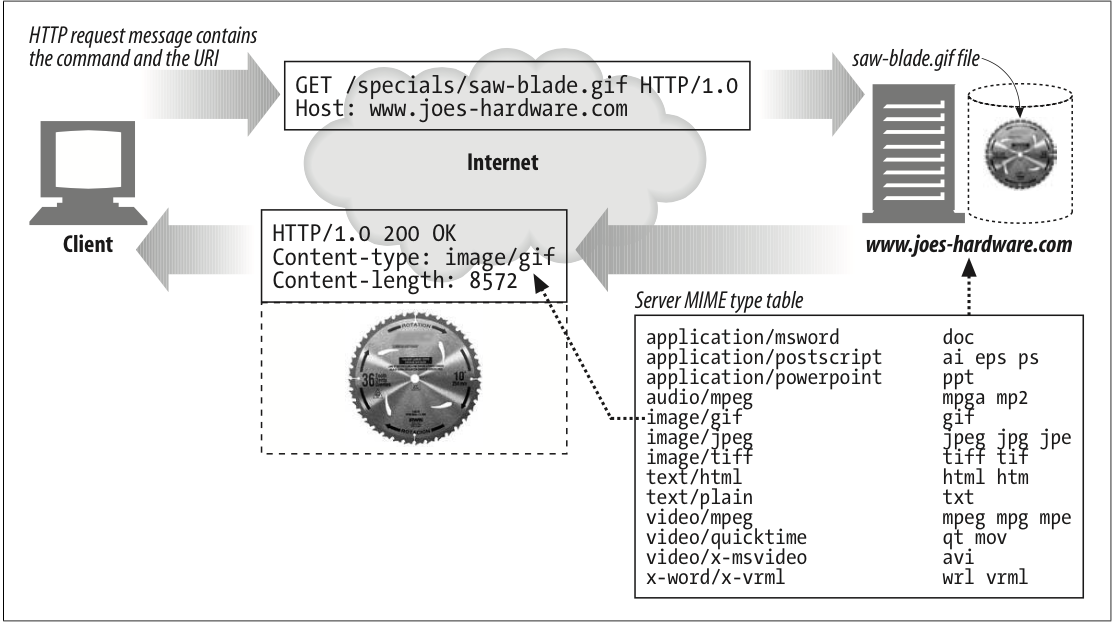 HTTP request message contains
the command and the URI
GET /specials/saw-blade.gif HTTP/1.0
Host: www.joes-hardware.com
saw-blade.gif file
Internet
Client
HTTP/1.0 200 OK
Content-type: image/gif
Content-length: 8572
www.joes-hardware.com
ROTATION
36
10"
ROTATION
Server MIME type table
application/msword doc
application/postscript ai eps ps
application/powerpoint ppt
audio/mpeg mpga mp2
image/gif gif
image/jpeg jpeg jpg jpe
image/tiff tiff tif
text/html html htm
text/plain txt
video/mpeg mpeg mpg mpe
video/quicktime qt mov
video/x-msvideo avi
x-word/x-vrml wrl vrml